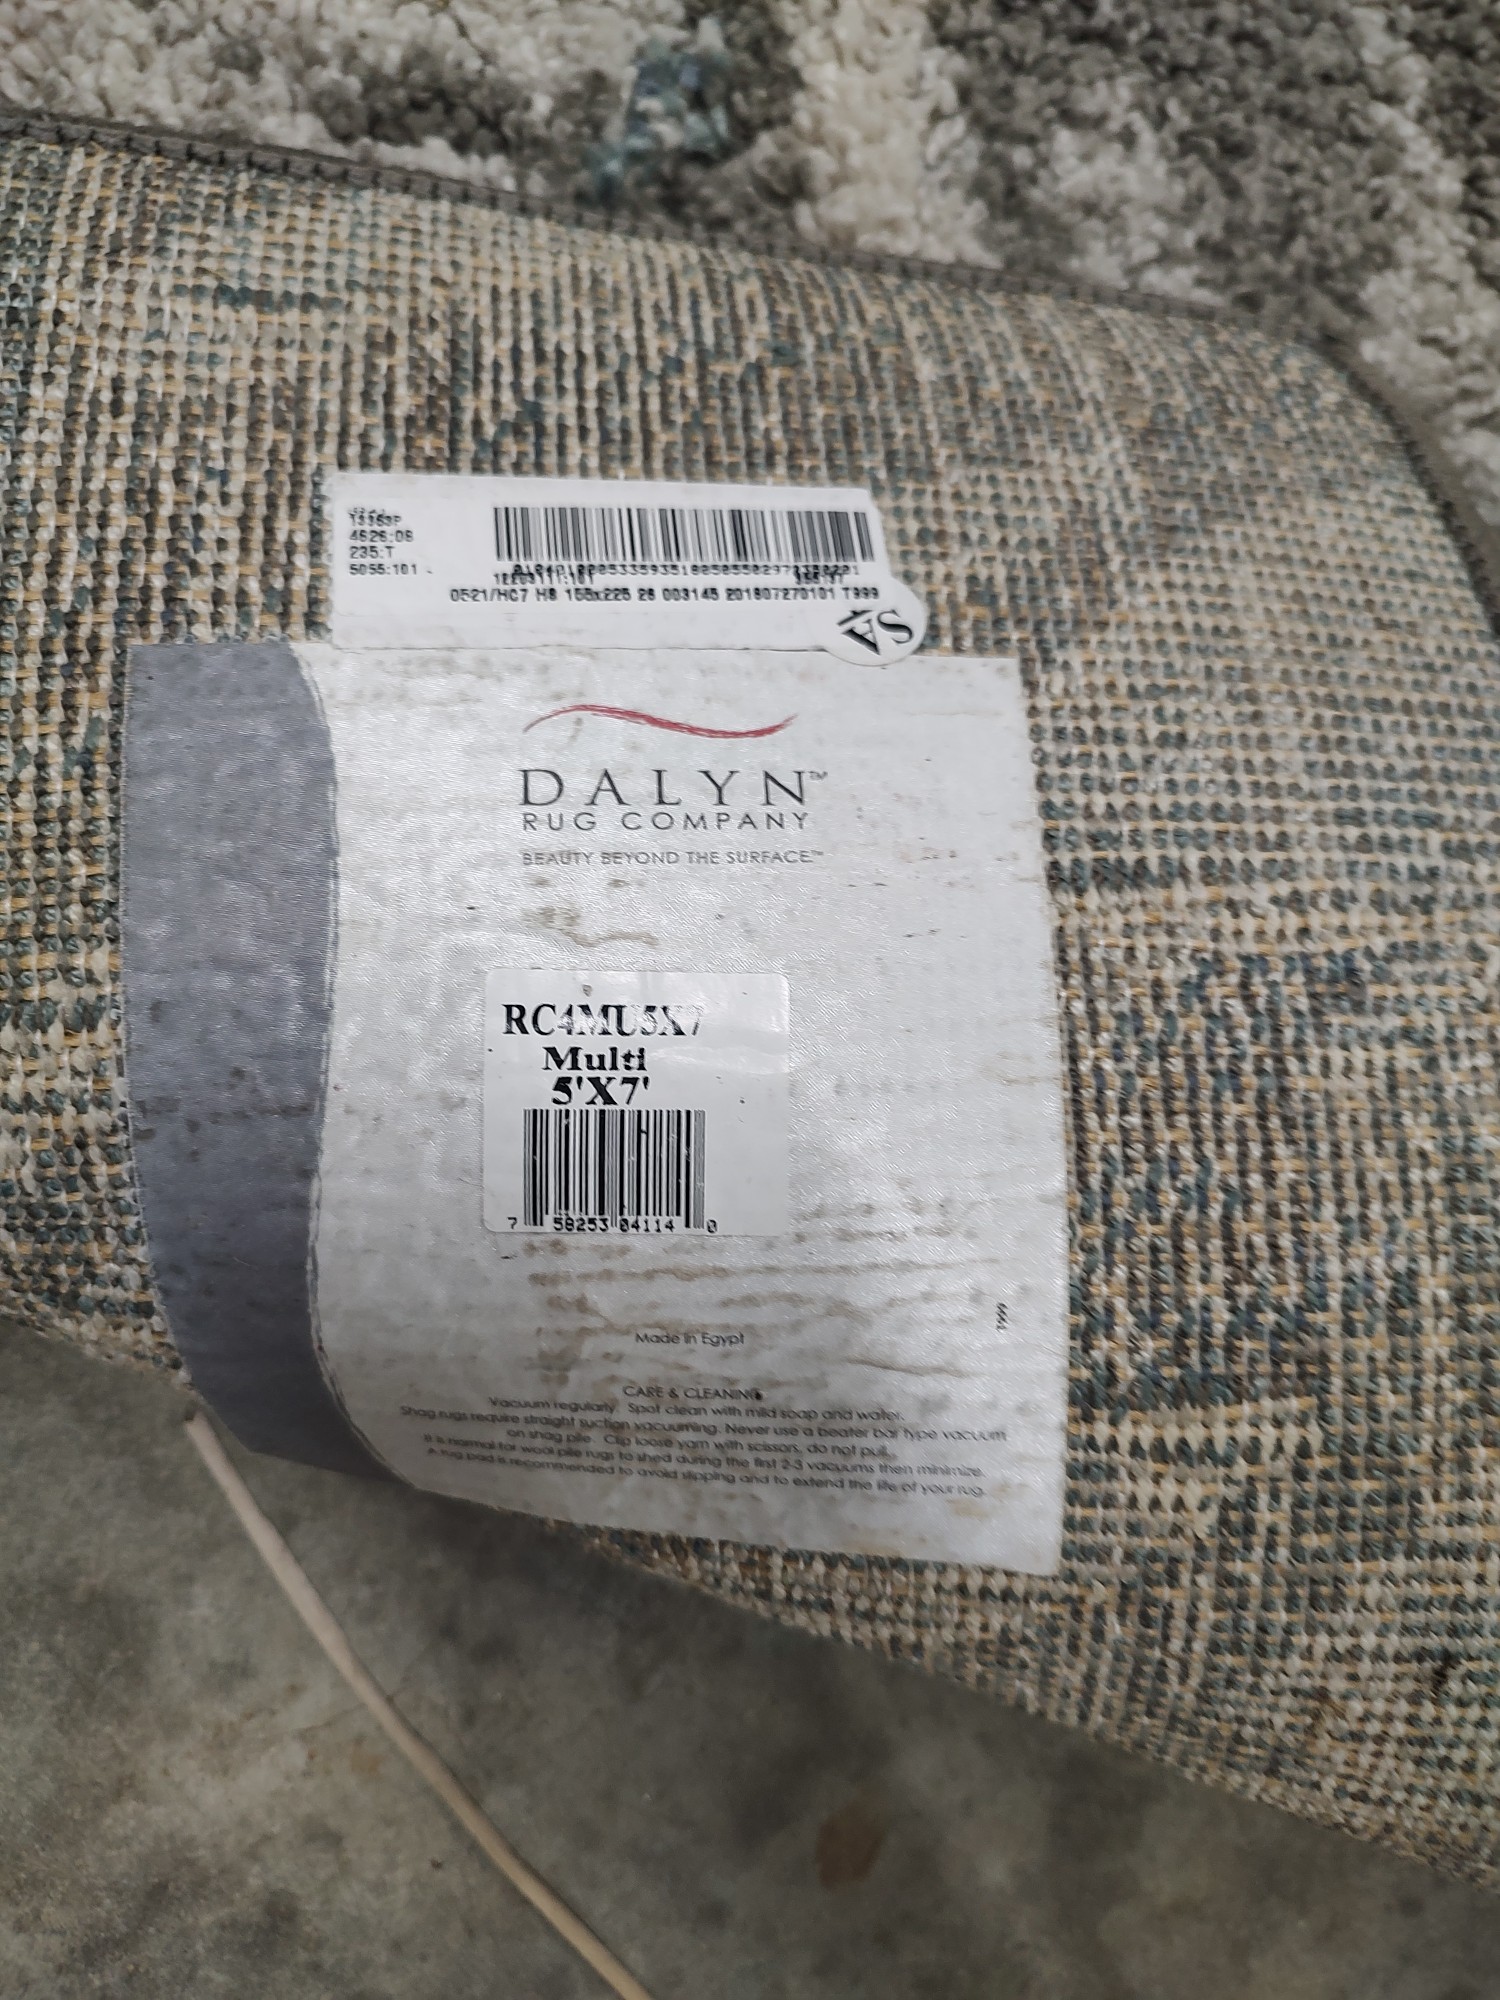 4626:08
235:T
5055:101
0521/HC7 H8 155x225 26 003145 201807270101 T999
SA
DALYN™
RUG COMPANY
BEAUTY BEYOND THE SURFACE™
RC4MU5X7
Multi
5'X7'
7 58253 04114 0
Made in Egypt
CARE & CLEANING
Vacuum regularly. Spot clean with mild soap and water.
Shag rugs require straight suction vacuuming. Never use a beater bar type vacuum
on shag pile. Clip loose yarn with scissors, do not pull.
It is normal for wool pile rugs to shed during the first 2-3 vacuums then minimize.
A rug pad is recommended to avoid slipping and to extend the life of your rug.